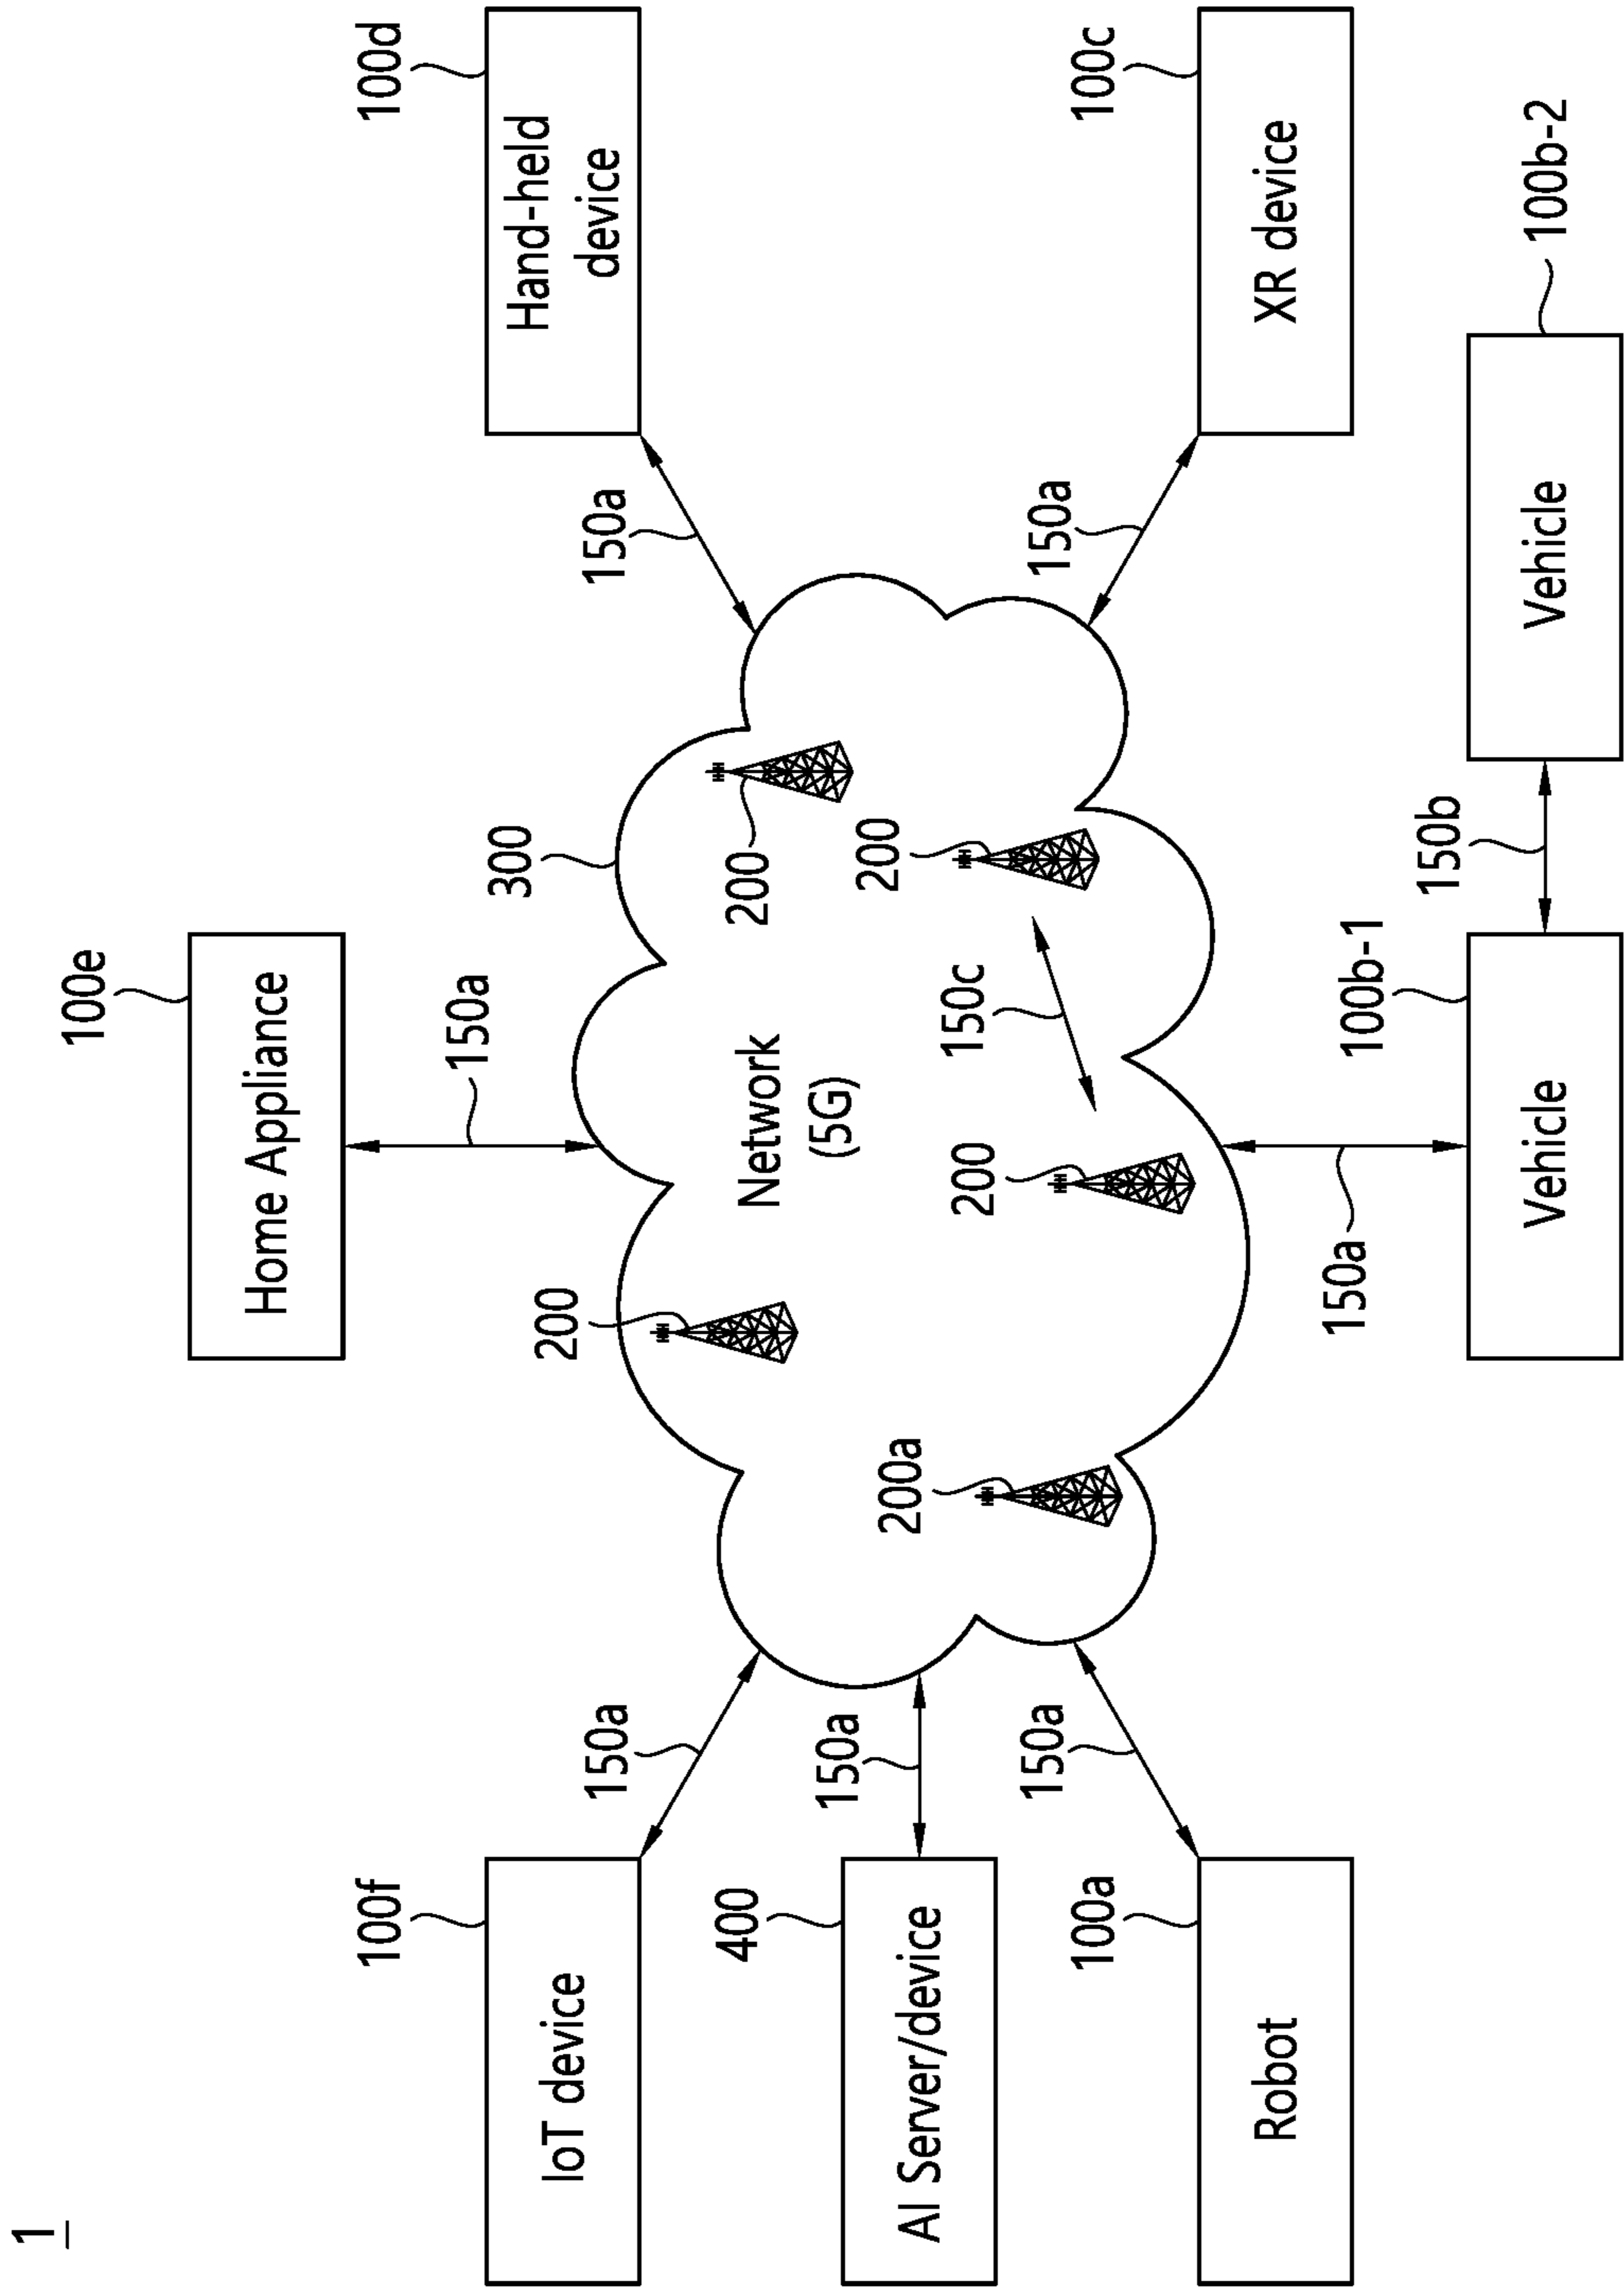 1
100e
Home Appliance
150a
100f
IoT device
150a
300
100d
Hand-held
device
150a
200
Network
(5G)
200
400
AI Server/device
150a
200a
200
150c
200
100a
Robot
150a
150a
100c
XR device
150a
100b-1
Vehicle
150b
Vehicle
100b-2